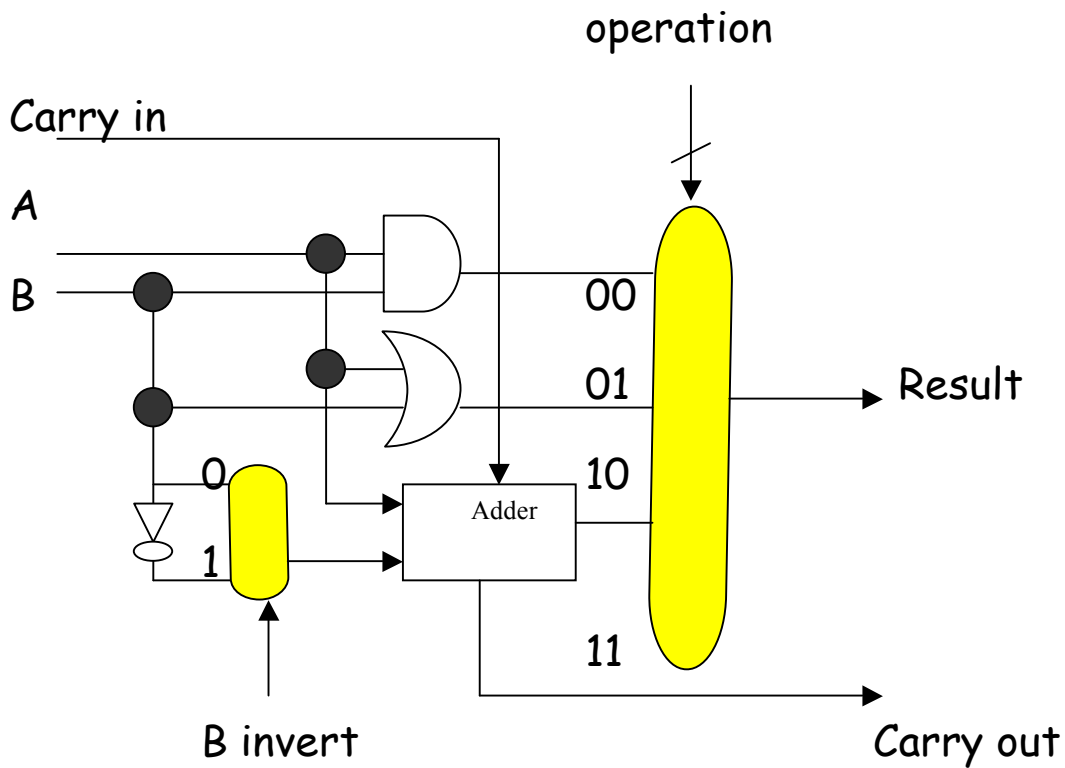 operation
Carry in
A
B
00
01
Result
0
10
Adder
1
11
B invert
Carry out